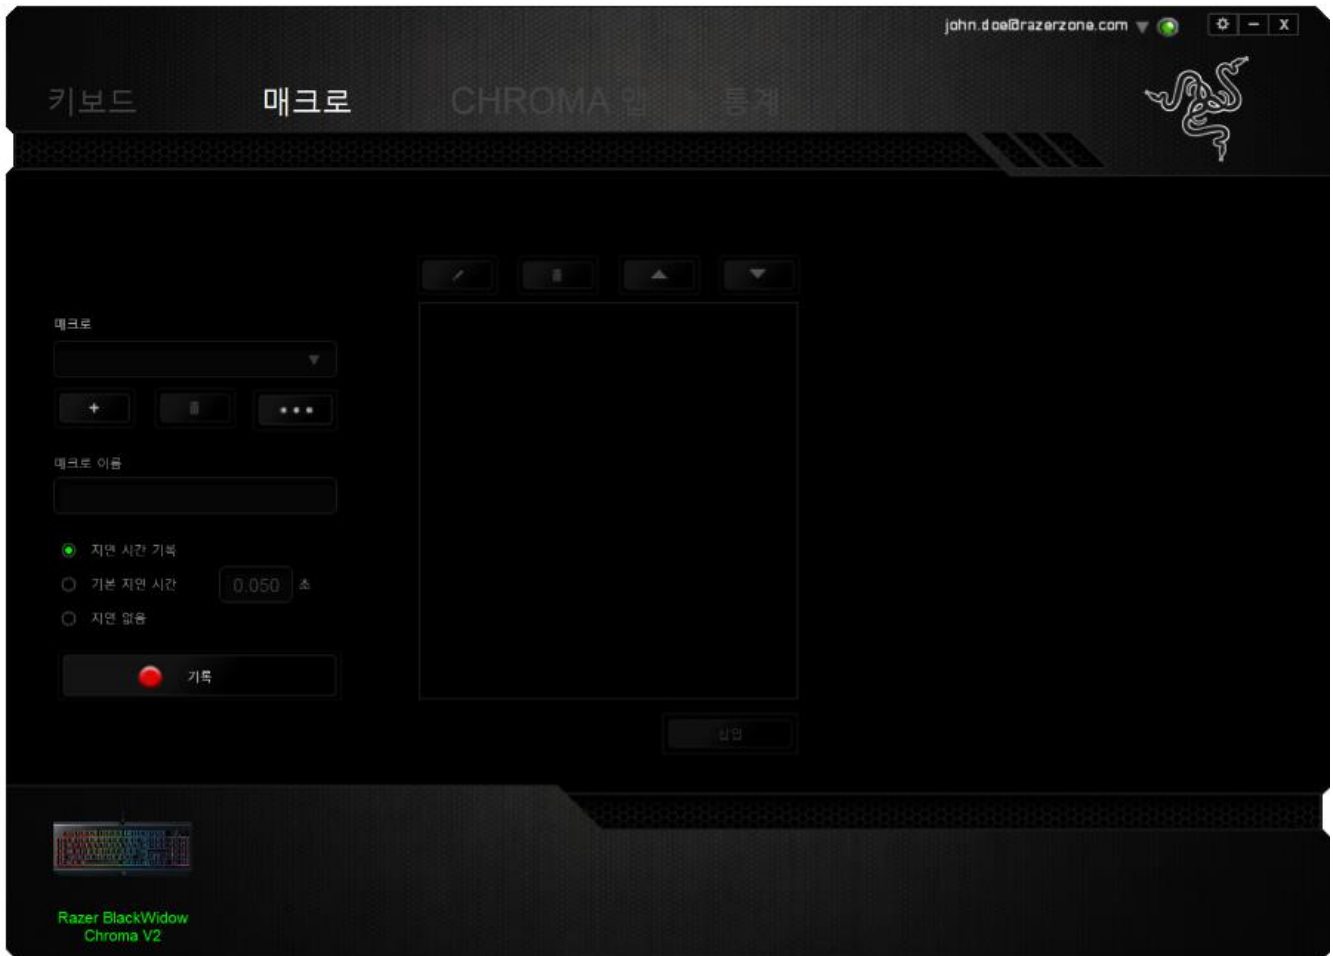 john.doe@razerzone.com
키보드
매크로
CHROMA 앱
통계
매크로
매크로 이름
지연 시간 기록
기본 지연 시간
0.050
초
지연 없음
기록
삽입
Razer BlackWidow
Chroma V2